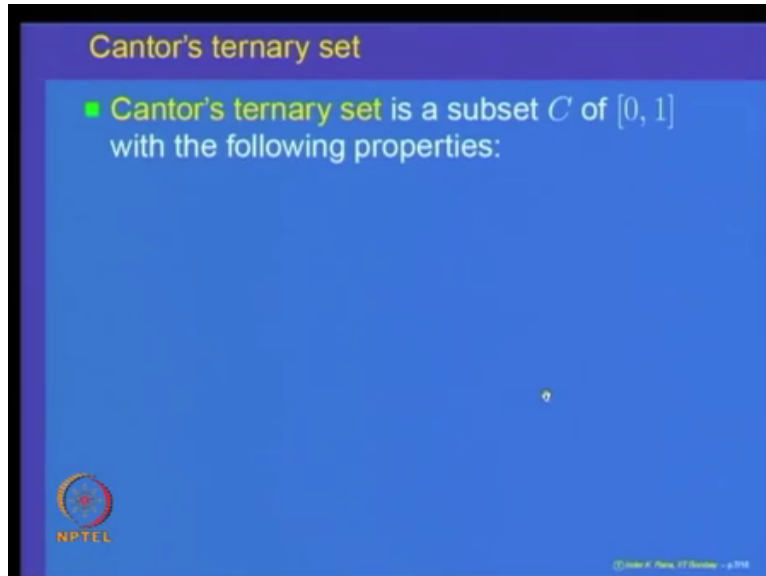 Cantor's ternary set
Cantor's ternary set is a subset C of [0, 1]
with the following properties:
NPTEL